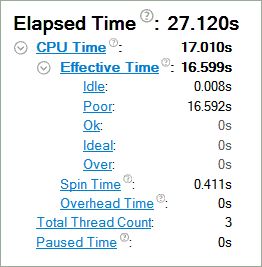 Elapsed Time ?: 27.120s
CPU Time ?: 17.010s
Effective Time ?: 16.599s
Idle: 0.008s
Poor: 16.592s
Ok: 0s
Ideal: 0s
Over: 0s
Spin Time ?: 0.411s
Overhead Time ?: 0s
Total Thread Count: 3
Paused Time ?: 0s